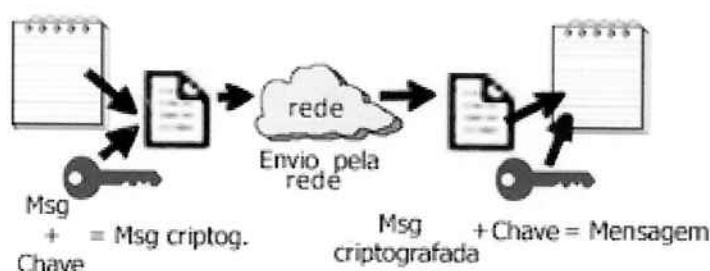 rede
Envio pela
rede
Msg
+
Chave
= Msg criptog.
Msg
criptografada
+Chave = Mensagem